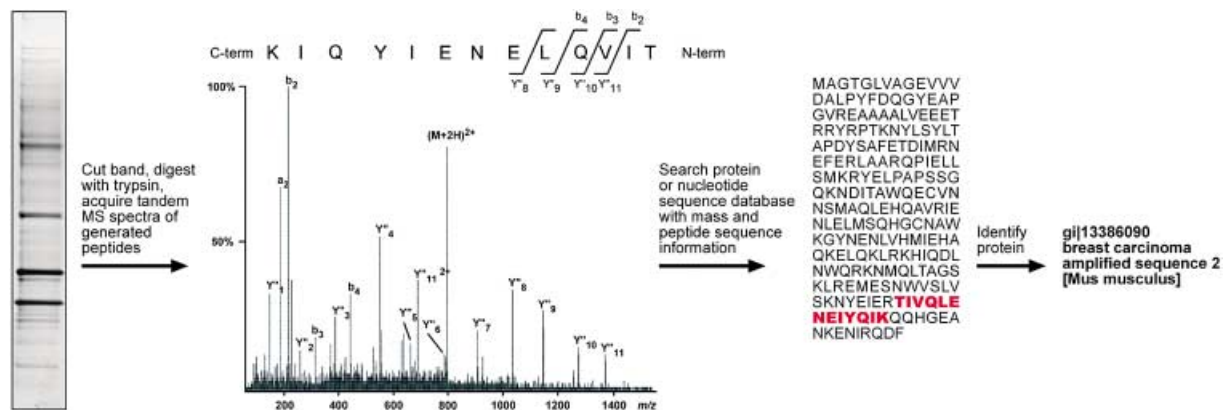 Cut band, digest
with trypsin,
acquire tandem
MS spectra of
generated
peptides
b4 b3 b2
C-term K I Q Y I E N E L Q V I T N-term
Y"8 Y"9 Y"10 Y"11
100%
50%
b2
a2
(M+2H)2+
Y"1
Y"2
b3
Y"3
b4
Y"4
Y"5
Y"11 2+
Y"6
Y"7
Y"8
Y"9
Y"10
Y"11
200 400 600 800 1000 1200 1400 m/z
Search protein
or nucleotide
sequence database
with mass and
peptide sequence
information
MAGTGLVAGEVVV
DALPYFDQGYEAP
GVREAAAALVEEET
RRYRPTKNYLSYLT
APDYSAFETDIMRN
EFERLAARQPIELL
SMKRYELPAPSSG
QKNDITAWQECVN
NSMAQLEHQAVRIE
NLELMSQHGCNAW
KGYNENLVHMIEHA
QKELQKLRKHIQDL
NWQRKNMQLTAGS
KLREMESNWVSLV
SKNYEIERTIVQLE
NEIYQIKQQHGEA
NKENIRQDF
Identify
protein
gi|13386090
breast carcinoma
amplified sequence 2
[Mus musculus]